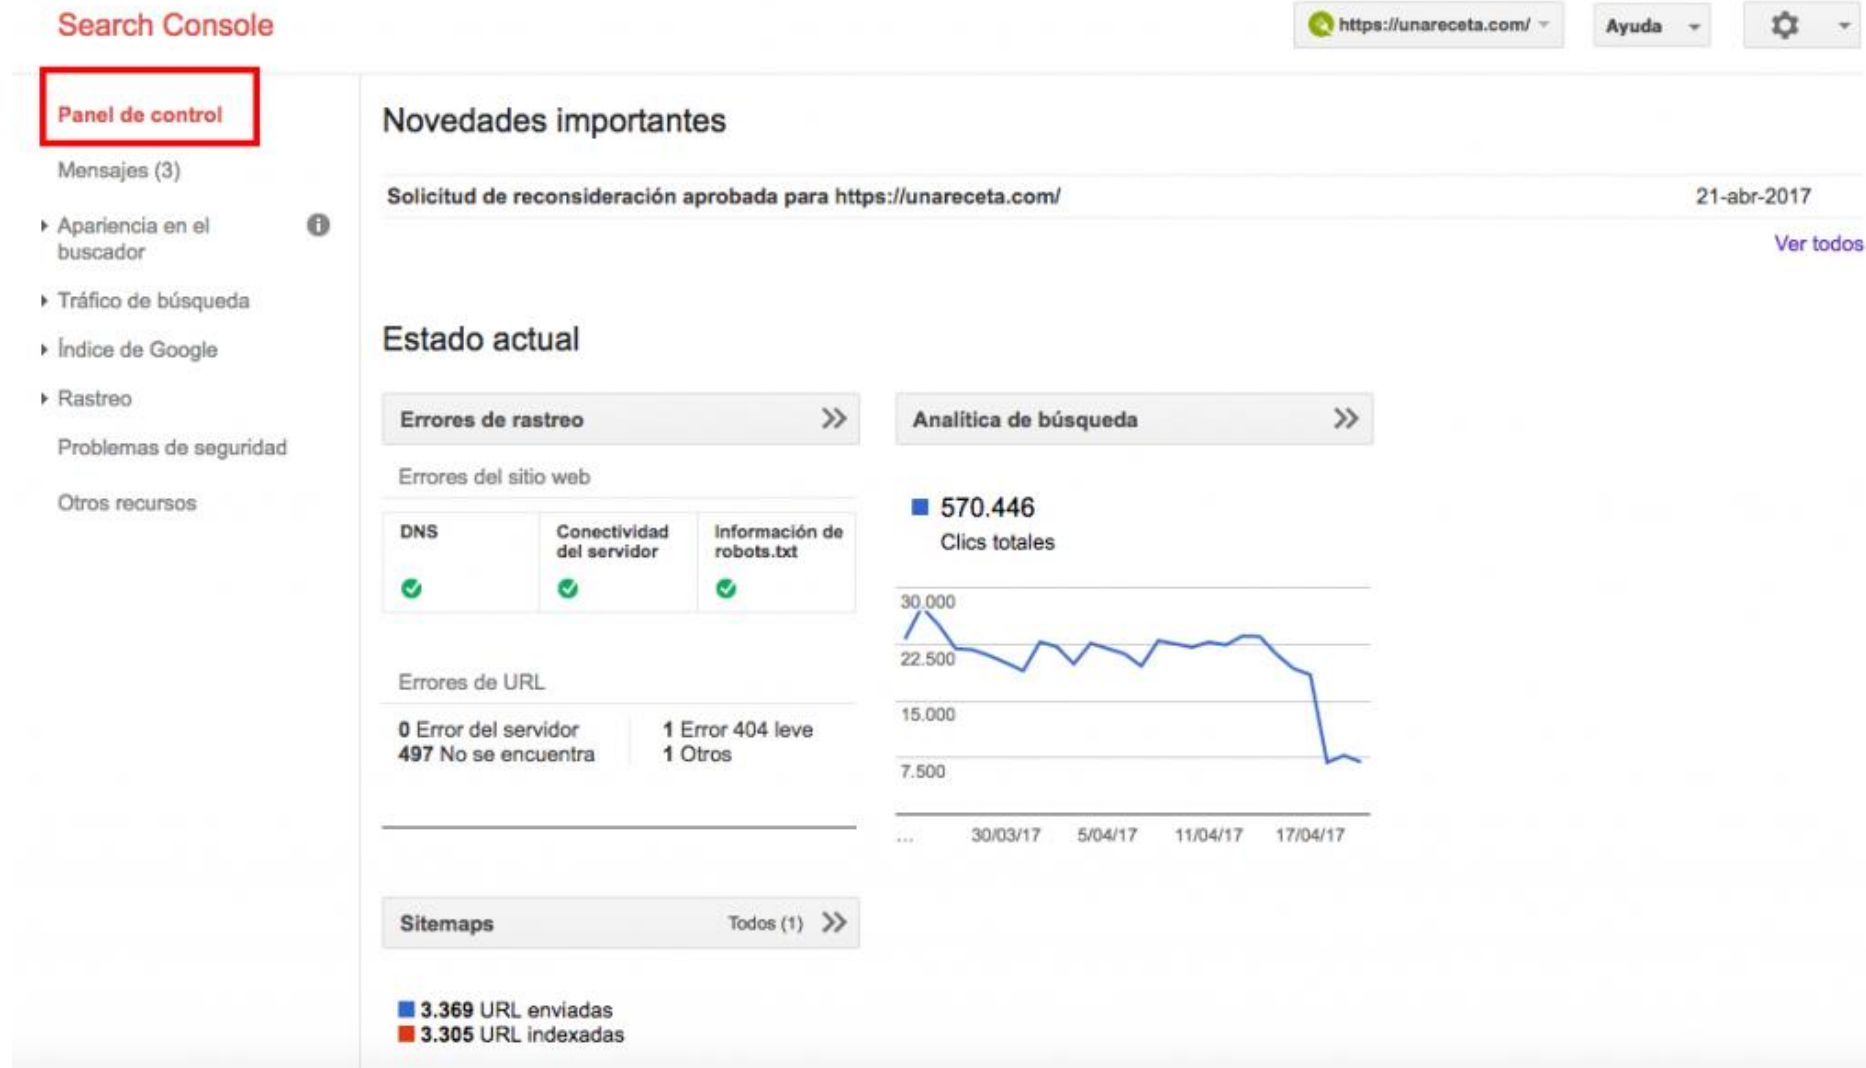 Search Console
https://unareceta.com/
Ayuda
Panel de control
Mensajes (3)
Apariencia en el
buscador
Tráfico de búsqueda
Índice de Google
Rastreo
Problemas de seguridad
Otros recursos
Novedades importantes
Solicitud de reconsideración aprobada para https://unareceta.com/ 21-abr-2017
Ver todos
Estado actual
Errores de rastreo
Errores del sitio web
DNS
Conectividad
del servidor
Información de
robots.txt
Errores de URL
0 Error del servidor
497 No se encuentra
1 Error 404 leve
1 Otros
Analítica de búsqueda
570.446
Clics totales
30.000
22.500
15.000
7.500
... 30/03/17 5/04/17 11/04/17 17/04/17
Sitemaps Todos (1)
3.369 URL enviadas
3.305 URL indexadas